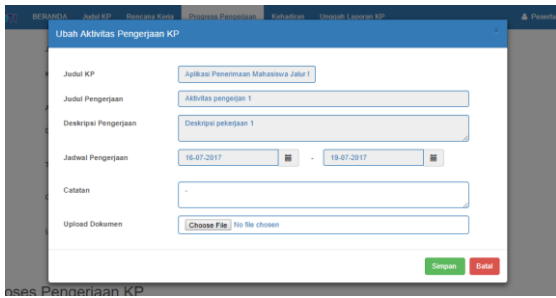 BERANDA Judul KP Rencana Kerja Progress Pengerjaan Kehadiran Unggah Laporan KP Peserta
Ubah Aktivitas Pengerjaan KP
Judul KP Aplikasi Penerimaan Mahasiswa Jalur I
Judul Pengerjaan Aktivitas pengerjan 1
Deskripsi Pengerjaan Deskripsi pekerjaan 1
Jadwal Pengerjaan 16-07-2017 - 19-07-2017
Catatan -
Upload Dokumen Choose File No file chosen
Simpan Batal
oses Pengerjaan KP